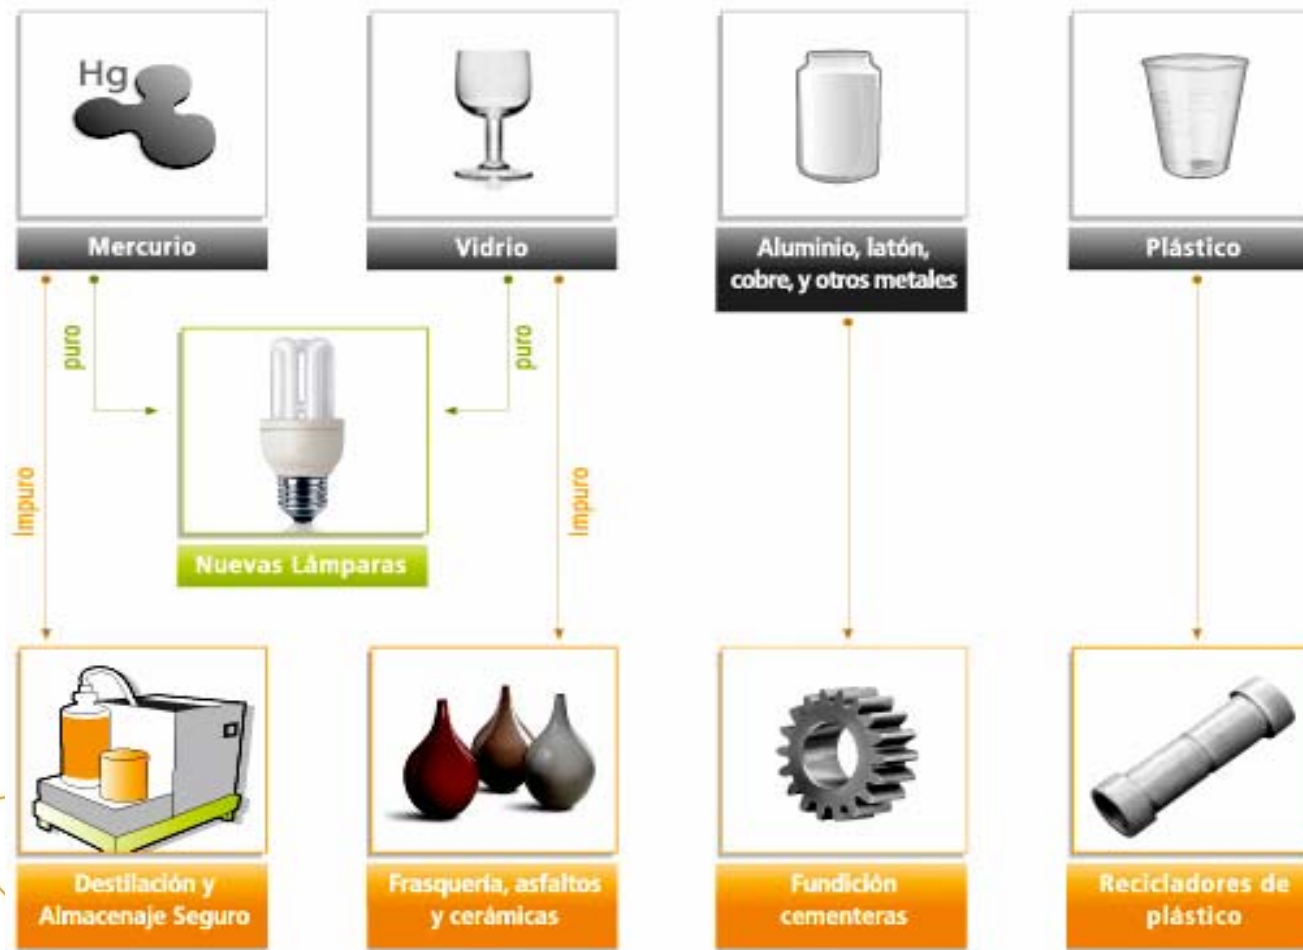 Hg
Mercurio
Vidrio
Aluminio, latón,
cobre, y otros metales
Plástico
puro
puro
Impuro
Impuro
Nuevas Lámparas
Destilación y
Almacenaje Seguro
Frasquería, asfaltos
y cerámicas
Fundición
cementeras
Recicladores de
plástico